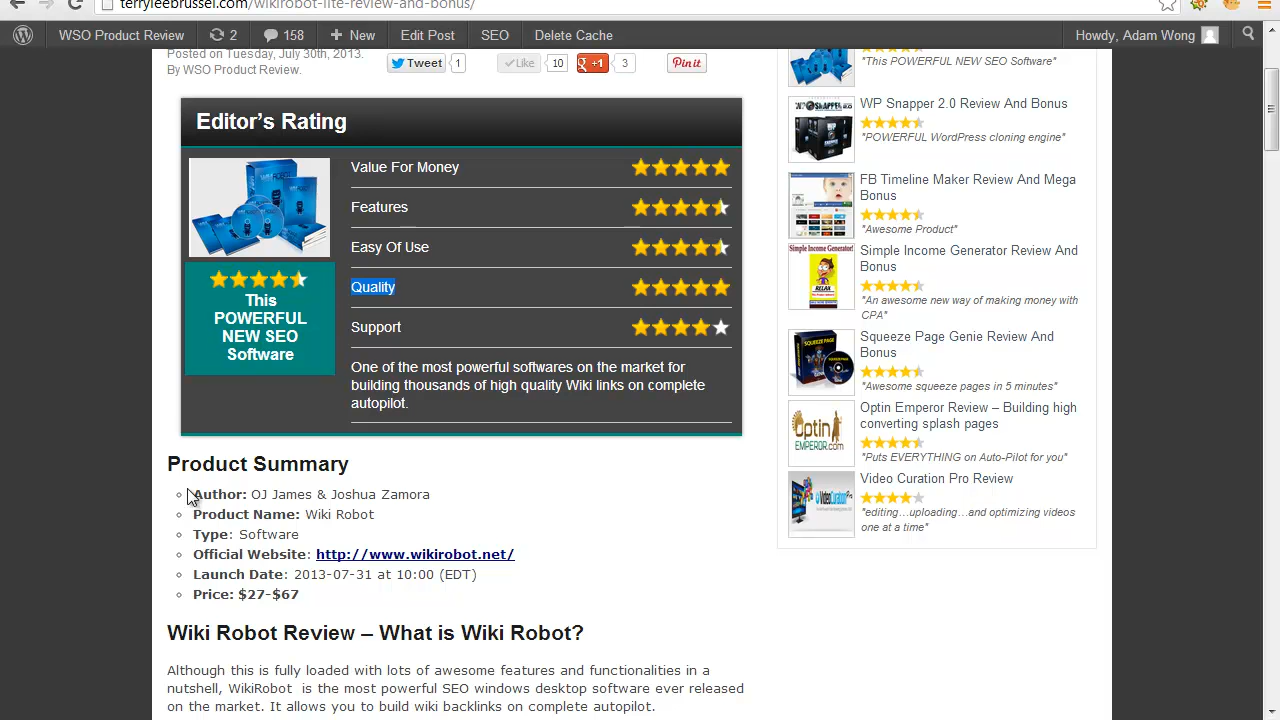 terryleebrussel.com/wikirobot-lite-review-and-bonus/
WSO Product Review 2 158 New Edit Post SEO Delete Cache Howdy, Adam Wong
Posted on Tuesday, July 30th, 2013.
By WSO Product Review.
Tweet 1 Like 10 +1 3 Pin it
Editor's Rating
Value For Money
Features
Easy Of Use
Quality
Support
One of the most powerful softwares on the market for
building thousands of high quality Wiki links on complete
autopilot.
This
POWERFUL
NEW SEO
Software
Product Summary
Author: OJ James & Joshua Zamora
Product Name: Wiki Robot
Type: Software
Official Website: http://www.wikirobot.net/
Launch Date: 2013-07-31 at 10:00 (EDT)
Price: $27-$67
Wiki Robot Review – What is Wiki Robot?
Although this is fully loaded with lots of awesome features and functionalities in a
nutshell, WikiRobot is the most powerful SEO windows desktop software ever released
on the market. It allows you to build wiki backlinks on complete autopilot.
"This POWERFUL NEW SEO Software"
WP Snapper 2.0 Review And Bonus
"POWERFUL WordPress cloning engine"
FB Timeline Maker Review And Mega
Bonus
"Awesome Product"
Simple Income Generator!
RELAX
Simple Income Generator Review And
Bonus
"An awesome new way of making money with
CPA"
SQUEEZE PAGE
Squeeze Page Genie Review And
Bonus
"Awesome squeeze pages in 5 minutes"
Optin
EMPEROR.com
Optin Emperor Review – Building high
converting splash pages
"Puts EVERYTHING on Auto-Pilot for you"
Video Curation Pro Review
"editing…uploading…and optimizing videos
one at a time"